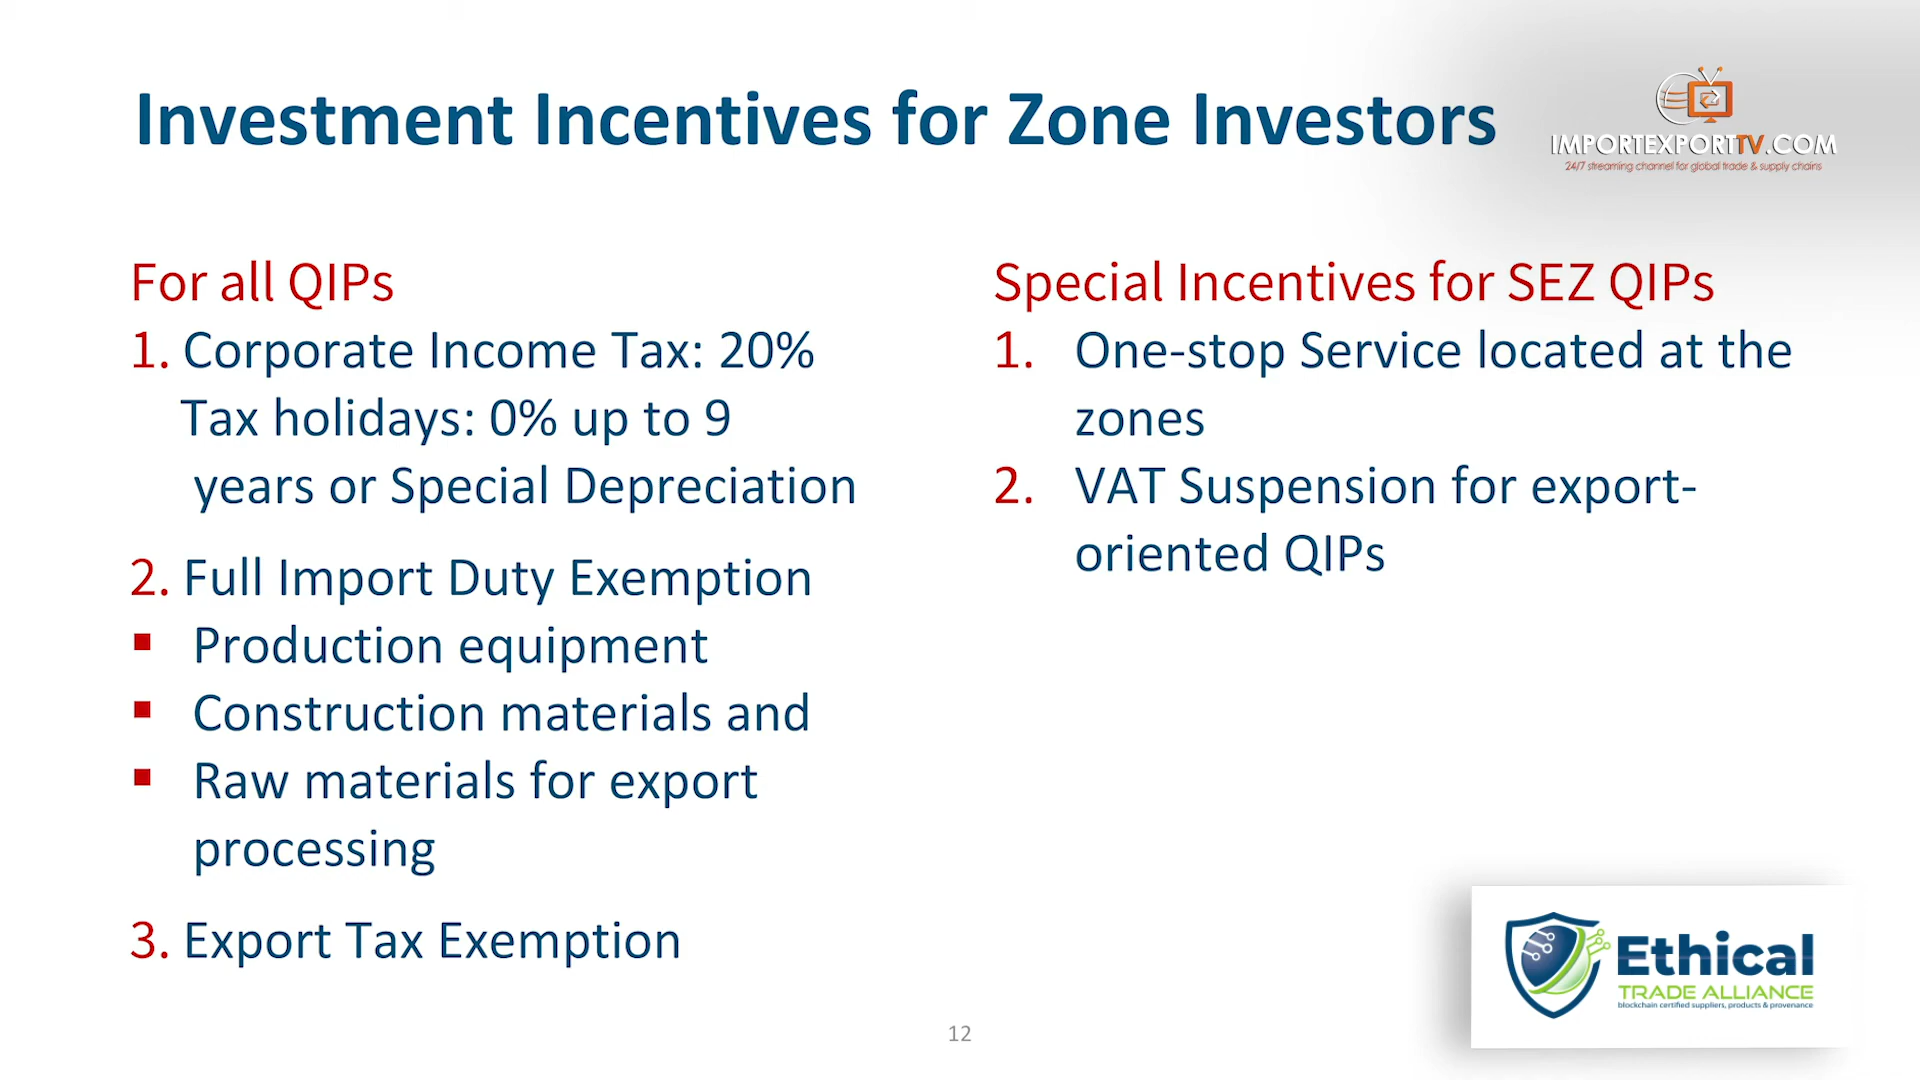 Investment Incentives for Zone Investors
IMPORTEXPORTTV.COM
24/7 streaming channel for global trade & supply chains
For all QIPs
1. Corporate Income Tax: 20%
Tax holidays: 0% up to 9
years or Special Depreciation
2. Full Import Duty Exemption
▪ Production equipment
▪ Construction materials and
▪ Raw materials for export
processing
3. Export Tax Exemption
Special Incentives for SEZ QIPs
1. One-stop Service located at the
zones
2. VAT Suspension for export-
oriented QIPs
Ethical
TRADE ALLIANCE
blockchain certified suppliers, products & provenance
12